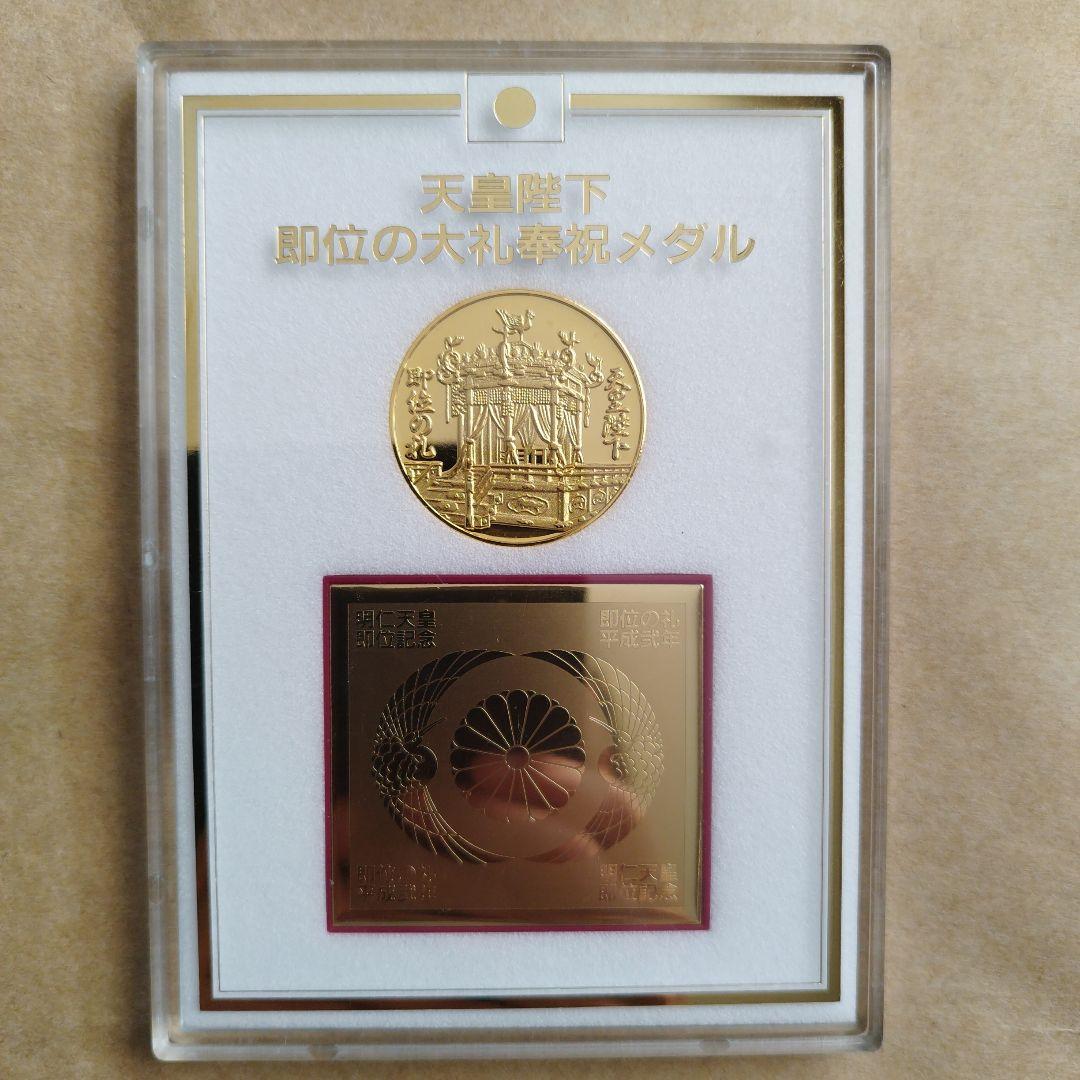 天皇陛下
即位の大礼奉祝メダル
天皇陛下
即位の礼
明仁天皇
即位記念
即位の礼
平成弐年
即位の礼
平成弐年
明仁天皇
即位記念